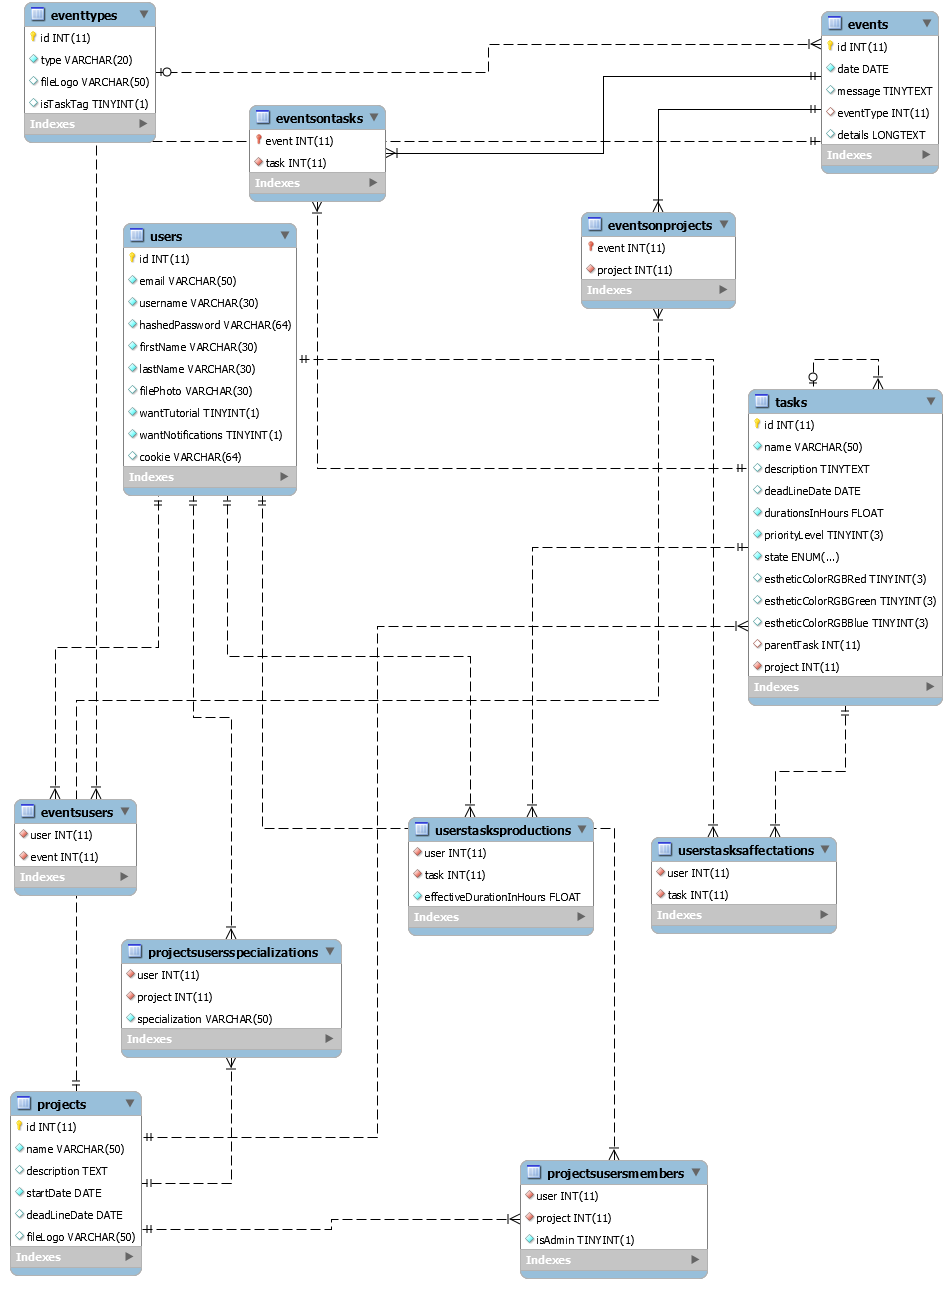 eventtypes
id INT(11)
type VARCHAR(20)
fileLogo VARCHAR(50)
isTaskTag TINYINT(1)
Indexes
events
id INT(11)
date DATE
message TINYTEXT
eventType INT(11)
details LONGTEXT
Indexes
eventsontasks
event INT(11)
task INT(11)
Indexes
eventsonprojects
event INT(11)
project INT(11)
Indexes
users
id INT(11)
email VARCHAR(50)
username VARCHAR(30)
hashedPassword VARCHAR(64)
firstName VARCHAR(30)
lastName VARCHAR(30)
filePhoto VARCHAR(30)
wantTutorial TINYINT(1)
wantNotifications TINYINT(1)
cookie VARCHAR(64)
Indexes
tasks
id INT(11)
name VARCHAR(50)
description TINYTEXT
deadLineDate DATE
durationsInHours FLOAT
priorityLevel TINYINT(3)
state ENUM(...)
estheticColorRGBRed TINYINT(3)
estheticColorRGBGreen TINYINT(3)
estheticColorRGBBlue TINYINT(3)
parentTask INT(11)
project INT(11)
Indexes
eventsusers
user INT(11)
event INT(11)
Indexes
userstasksproductions
user INT(11)
task INT(11)
effectiveDurationInHours FLOAT
Indexes
userstasksaffectations
user INT(11)
task INT(11)
Indexes
projectsusersspecializations
user INT(11)
project INT(11)
specialization VARCHAR(50)
Indexes
projects
id INT(11)
name VARCHAR(50)
description TEXT
startDate DATE
deadLineDate DATE
fileLogo VARCHAR(50)
Indexes
projectsusersmembers
user INT(11)
project INT(11)
isAdmin TINYINT(1)
Indexes